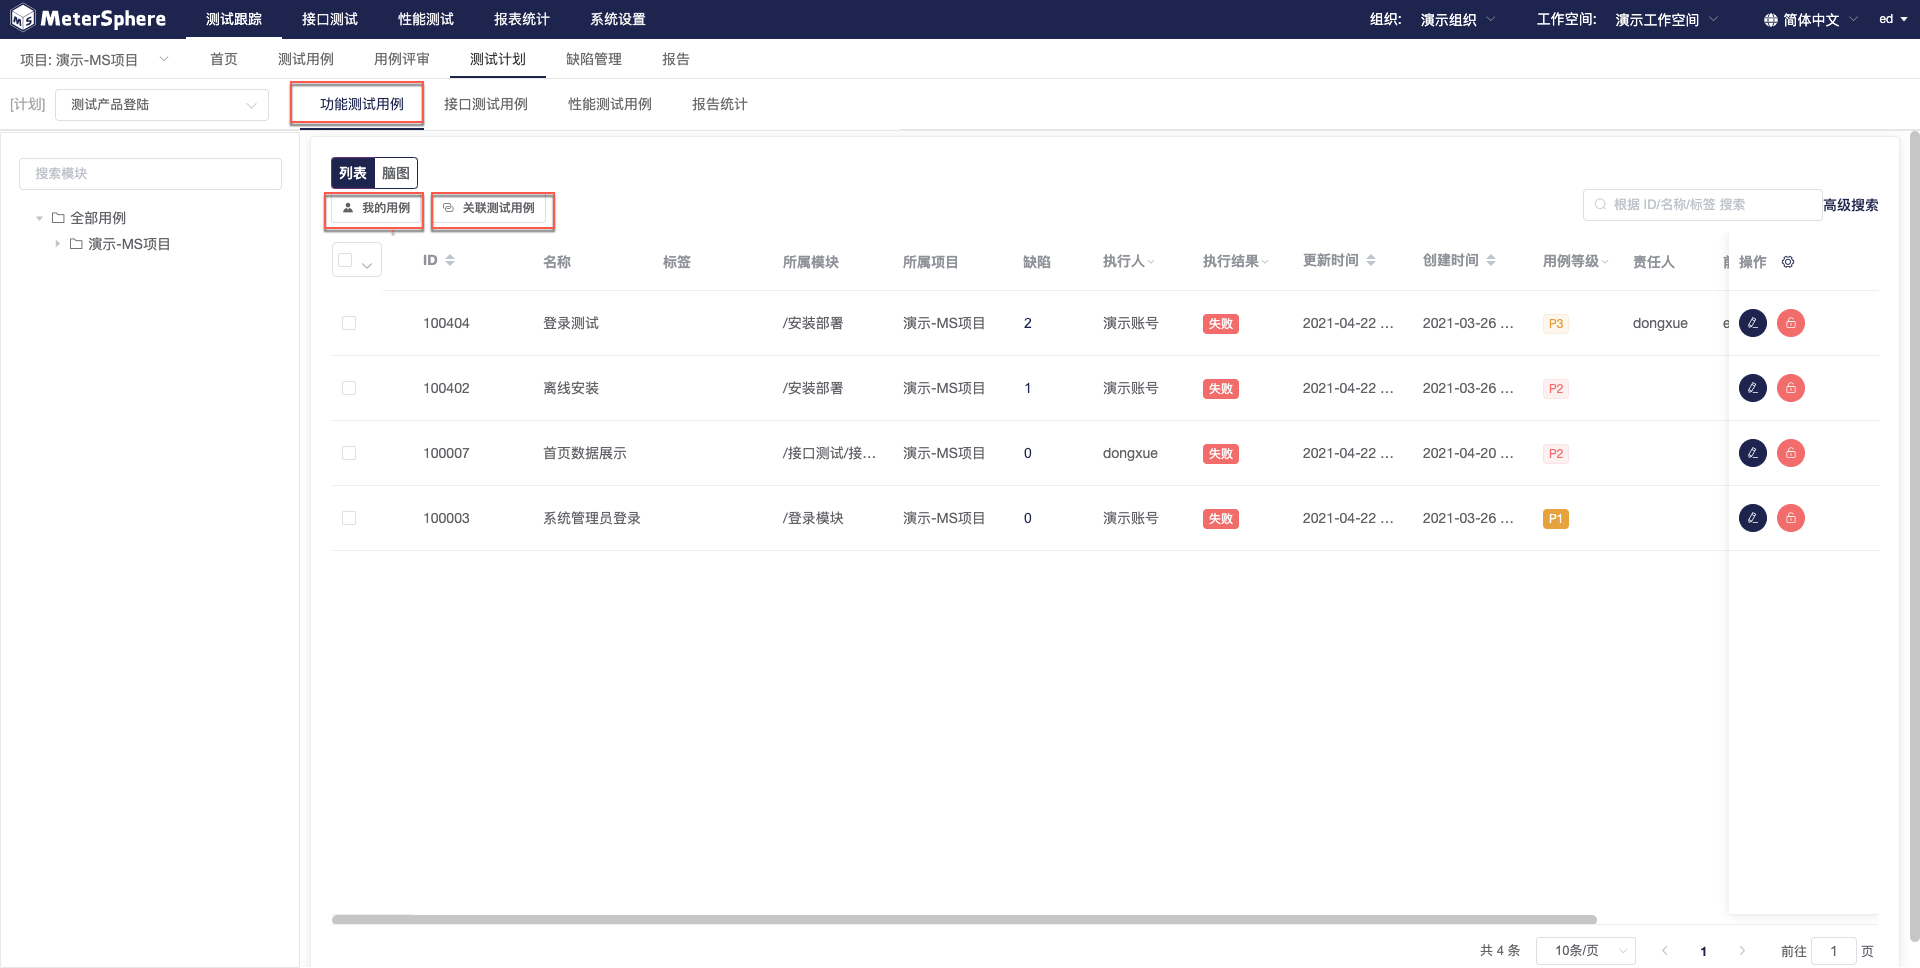 MeterSphere 测试跟踪 接口测试 性能测试 报表统计 系统设置 组织: 演示组织 工作空间: 演示工作空间 简体中文 ed
项目: 演示-MS项目 首页 测试用例 用例评审 测试计划 缺陷管理 报告
[计划] 测试产品登陆 功能测试用例 接口测试用例 性能测试用例 报告统计
搜索模块
全部用例
演示-MS项目
列表 脑图
我的用例 关联测试用例 根据 ID/名称/标签 搜索 高级搜索
ID 名称 标签 所属模块 所属项目 缺陷 执行人 执行结果 更新时间 创建时间 用例等级 责任人 操作
100404 登录测试 /安装部署 演示-MS项目 2 演示账号 失败 2021-04-22 ... 2021-03-26 ... P3 dongxue e
100402 离线安装 /安装部署 演示-MS项目 1 演示账号 失败 2021-04-22 ... 2021-03-26 ... P2
100007 首页数据展示 /接口测试/接... 演示-MS项目 0 dongxue 失败 2021-04-22 ... 2021-04-20 ... P2
100003 系统管理员登录 /登录模块 演示-MS项目 0 演示账号 失败 2021-04-22 ... 2021-03-26 ... P1
共 4 条 10条/页 1 前往 1 页